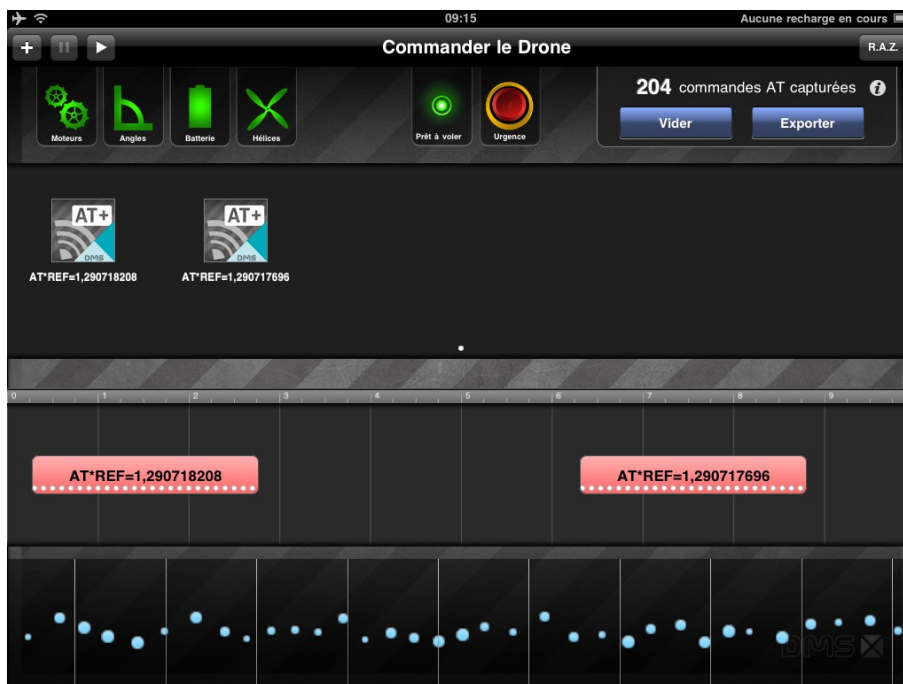 09:15
Aucune recharge en cours
Commander le Drone
R.A.Z.
204 commandes AT capturées
Moteurs
Angles
Batterie
Hélices
Prêt à voler
Urgence
Vider
Exporter
AT+
DMS
AT+
DMS
AT*REF=1,290718208
AT*REF=1,290717696
0 1 2 3 4 5 6 7 8 9
AT*REF=1,290718208
AT*REF=1,290717696
DMS